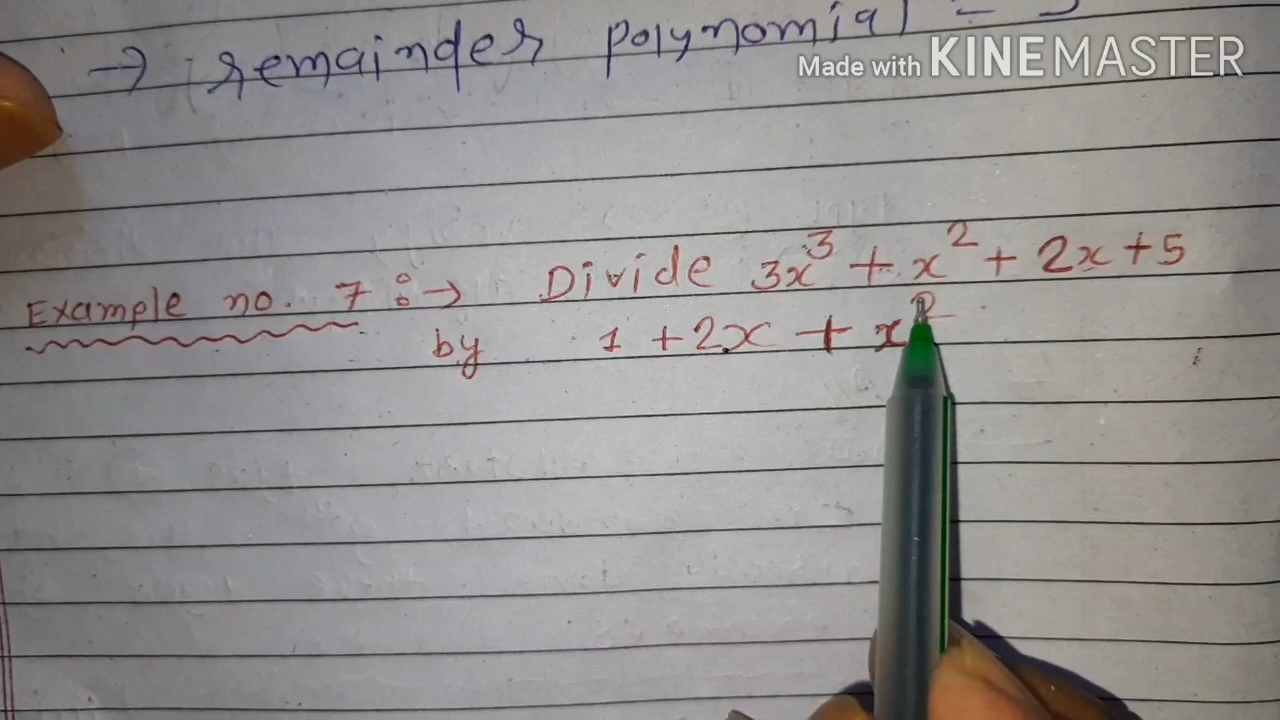 → remainder polynomial =
Made with KINEMASTER
Example no. 7 :→ Divide 3x³ + x² + 2x + 5
by 1 + 2x + x²